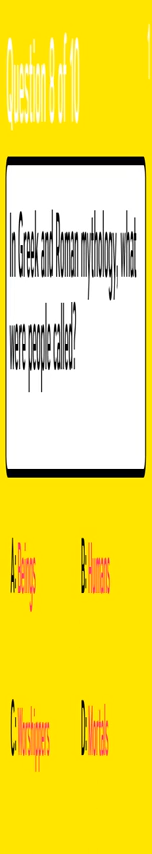 Question 8 of 10
In Greek and Roman mythology, what
were people called?
A: Beings
B: Humans
C: Worshippers
D: Mortals